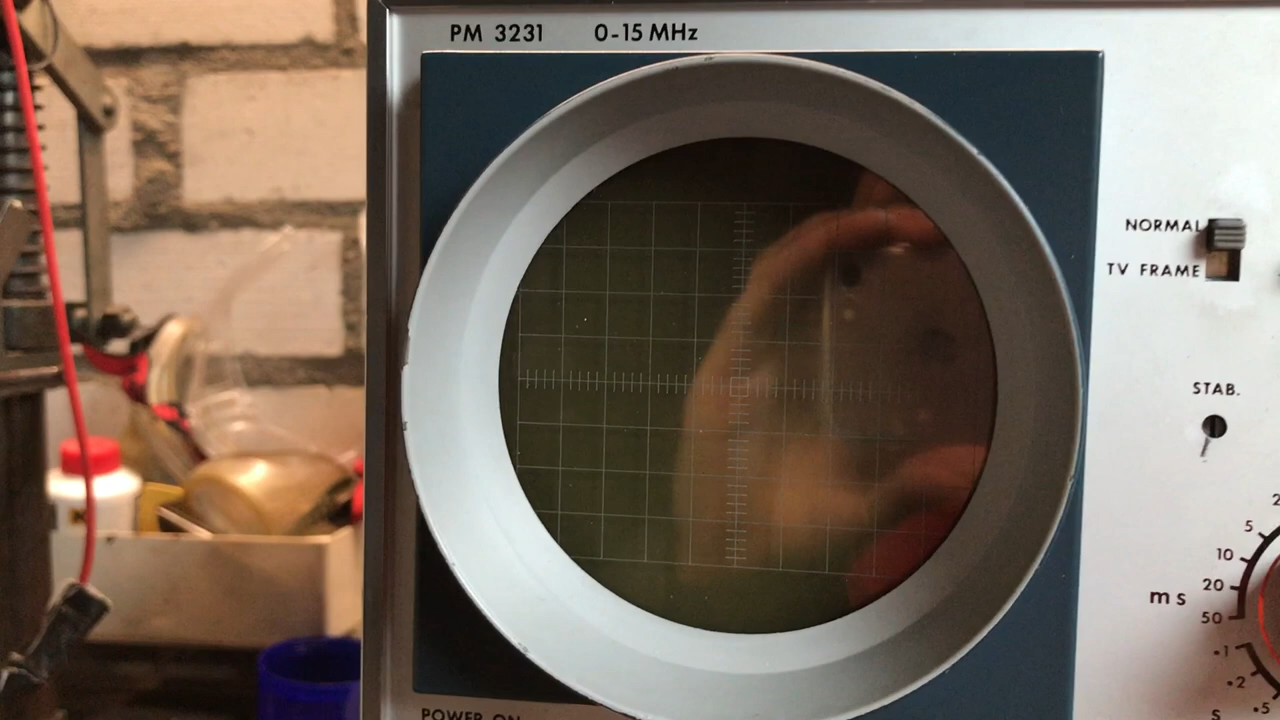 PM 3231 0-15 MHz
NORMAL
TV FRAME
STAB.
2
5
10
20
50
ms
.1
.2
.5
s
POWER ON